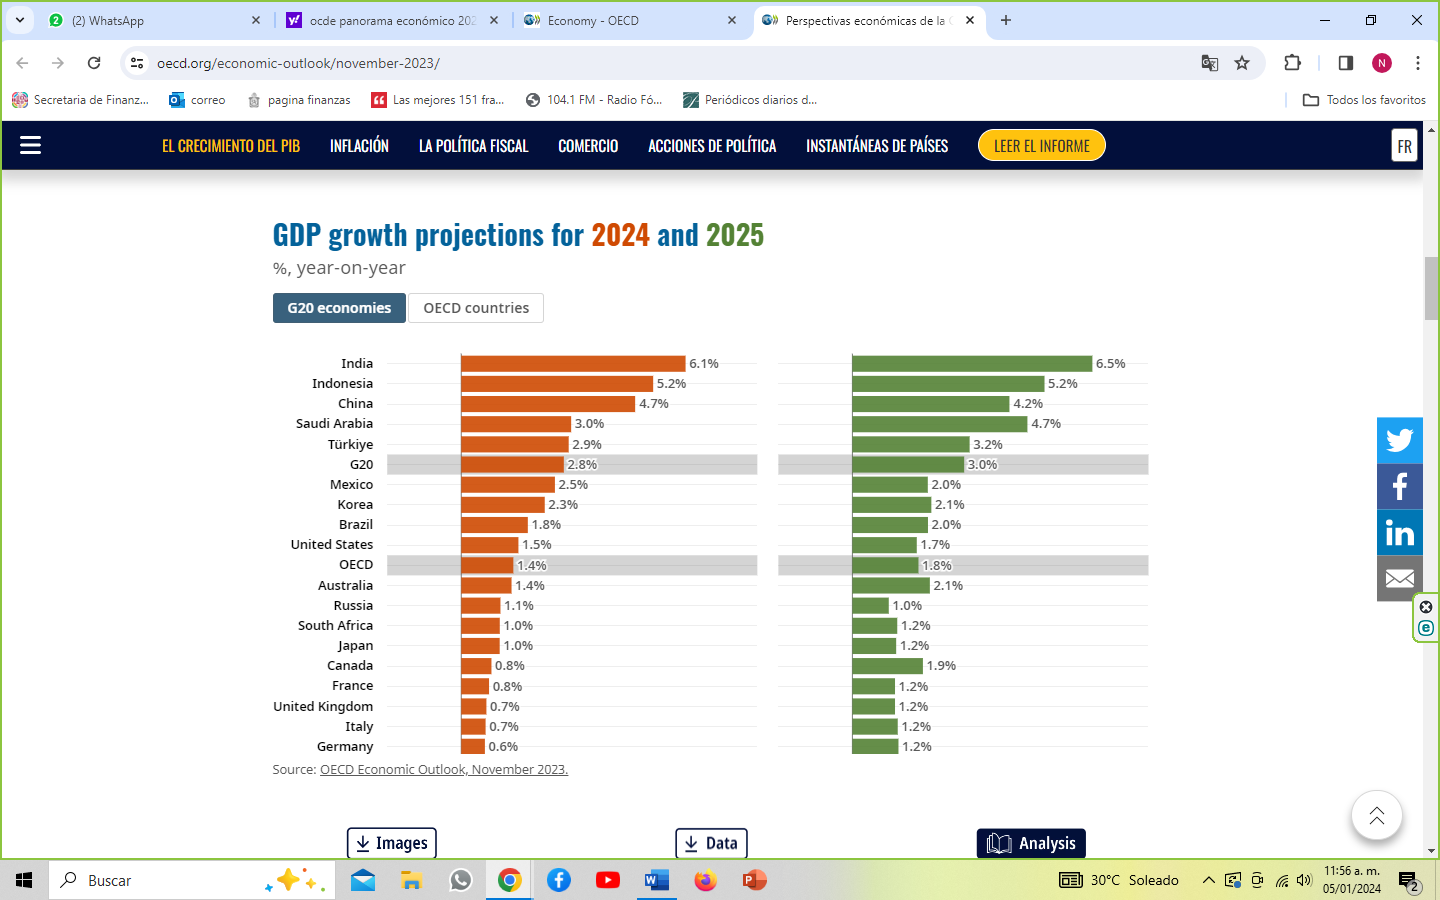 (2) WhatsApp
ocde panorama económico 202
Economy - OECD
Perspectivas económicas de la O
oecd.org/economic-outlook/november-2023/
N
Secretaria de Finanz...
correo
pagina finanzas
Las mejores 151 fra...
104.1 FM - Radio Fó...
Periódicos diarios d...
Todos los favoritos
EL CRECIMIENTO DEL PIB
INFLACIÓN
LA POLÍTICA FISCAL
COMERCIO
ACCIONES DE POLÍTICA
INSTANTÁNEAS DE PAÍSES
LEER EL INFORME
FR
GDP growth projections for 2024 and 2025
%, year-on-year
G20 economies
OECD countries
India 6.1% 6.5%
Indonesia 5.2% 5.2%
China 4.7% 4.2%
Saudi Arabia 3.0% 4.7%
Türkiye 2.9% 3.2%
G20 2.8% 3.0%
Mexico 2.5% 2.0%
Korea 2.3% 2.1%
Brazil 1.8% 2.0%
United States 1.5% 1.7%
OECD 1.4% 1.8%
Australia 1.4% 2.1%
Russia 1.1% 1.0%
South Africa 1.0% 1.2%
Japan 1.0% 1.2%
Canada 0.8% 1.9%
France 0.8% 1.2%
United Kingdom 0.7% 1.2%
Italy 0.7% 1.2%
Germany 0.6% 1.2%
Source: OECD Economic Outlook, November 2023.
Images
Data
Analysis
Buscar
30°C Soleado
11:56 a. m.
05/01/2024
2